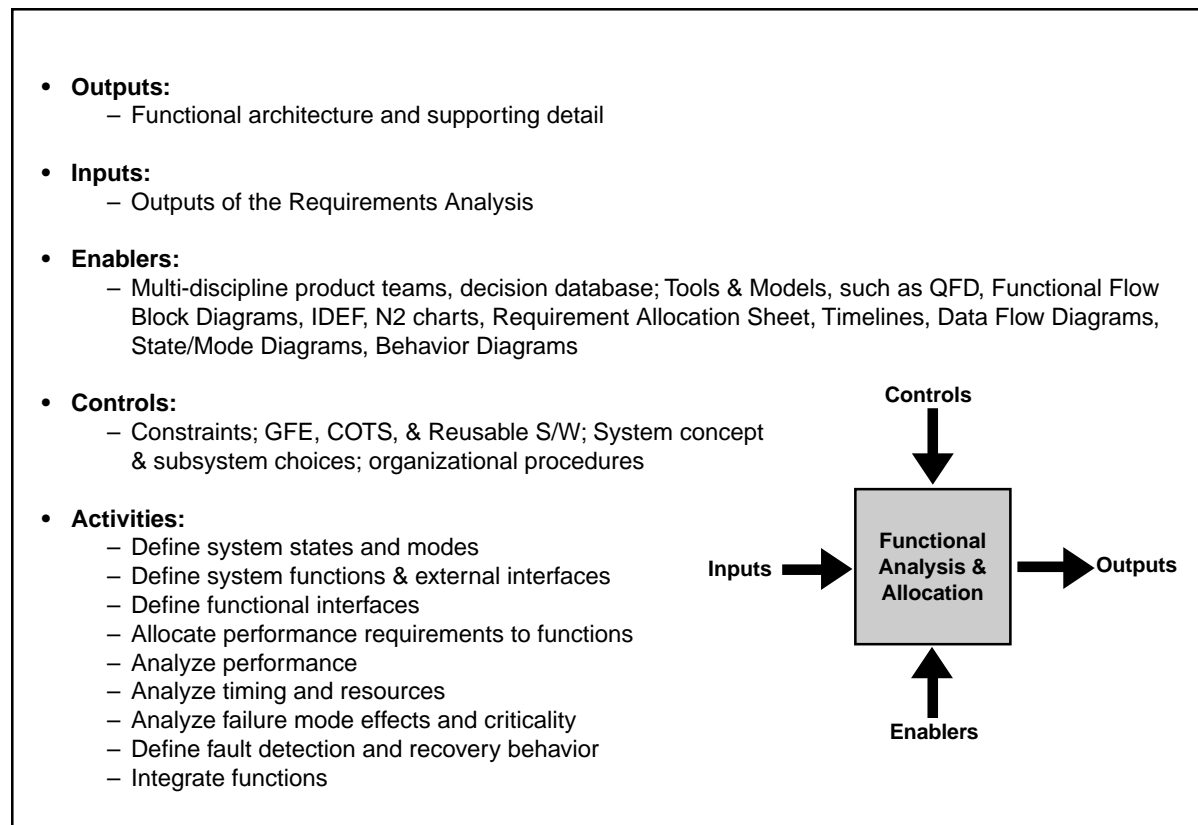 • Outputs:
– Functional architecture and supporting detail
• Inputs:
– Outputs of the Requirements Analysis
• Enablers:
– Multi-discipline product teams, decision database; Tools & Models, such as QFD, Functional Flow
Block Diagrams, IDEF, N2 charts, Requirement Allocation Sheet, Timelines, Data Flow Diagrams,
State/Mode Diagrams, Behavior Diagrams
• Controls:
– Constraints; GFE, COTS, & Reusable S/W; System concept
& subsystem choices; organizational procedures
• Activities:
– Define system states and modes
– Define system functions & external interfaces
– Define functional interfaces
– Allocate performance requirements to functions
– Analyze performance
– Analyze timing and resources
– Analyze failure mode effects and criticality
– Define fault detection and recovery behavior
– Integrate functions
Controls
Inputs
Functional
Analysis &
Allocation
Outputs
Enablers